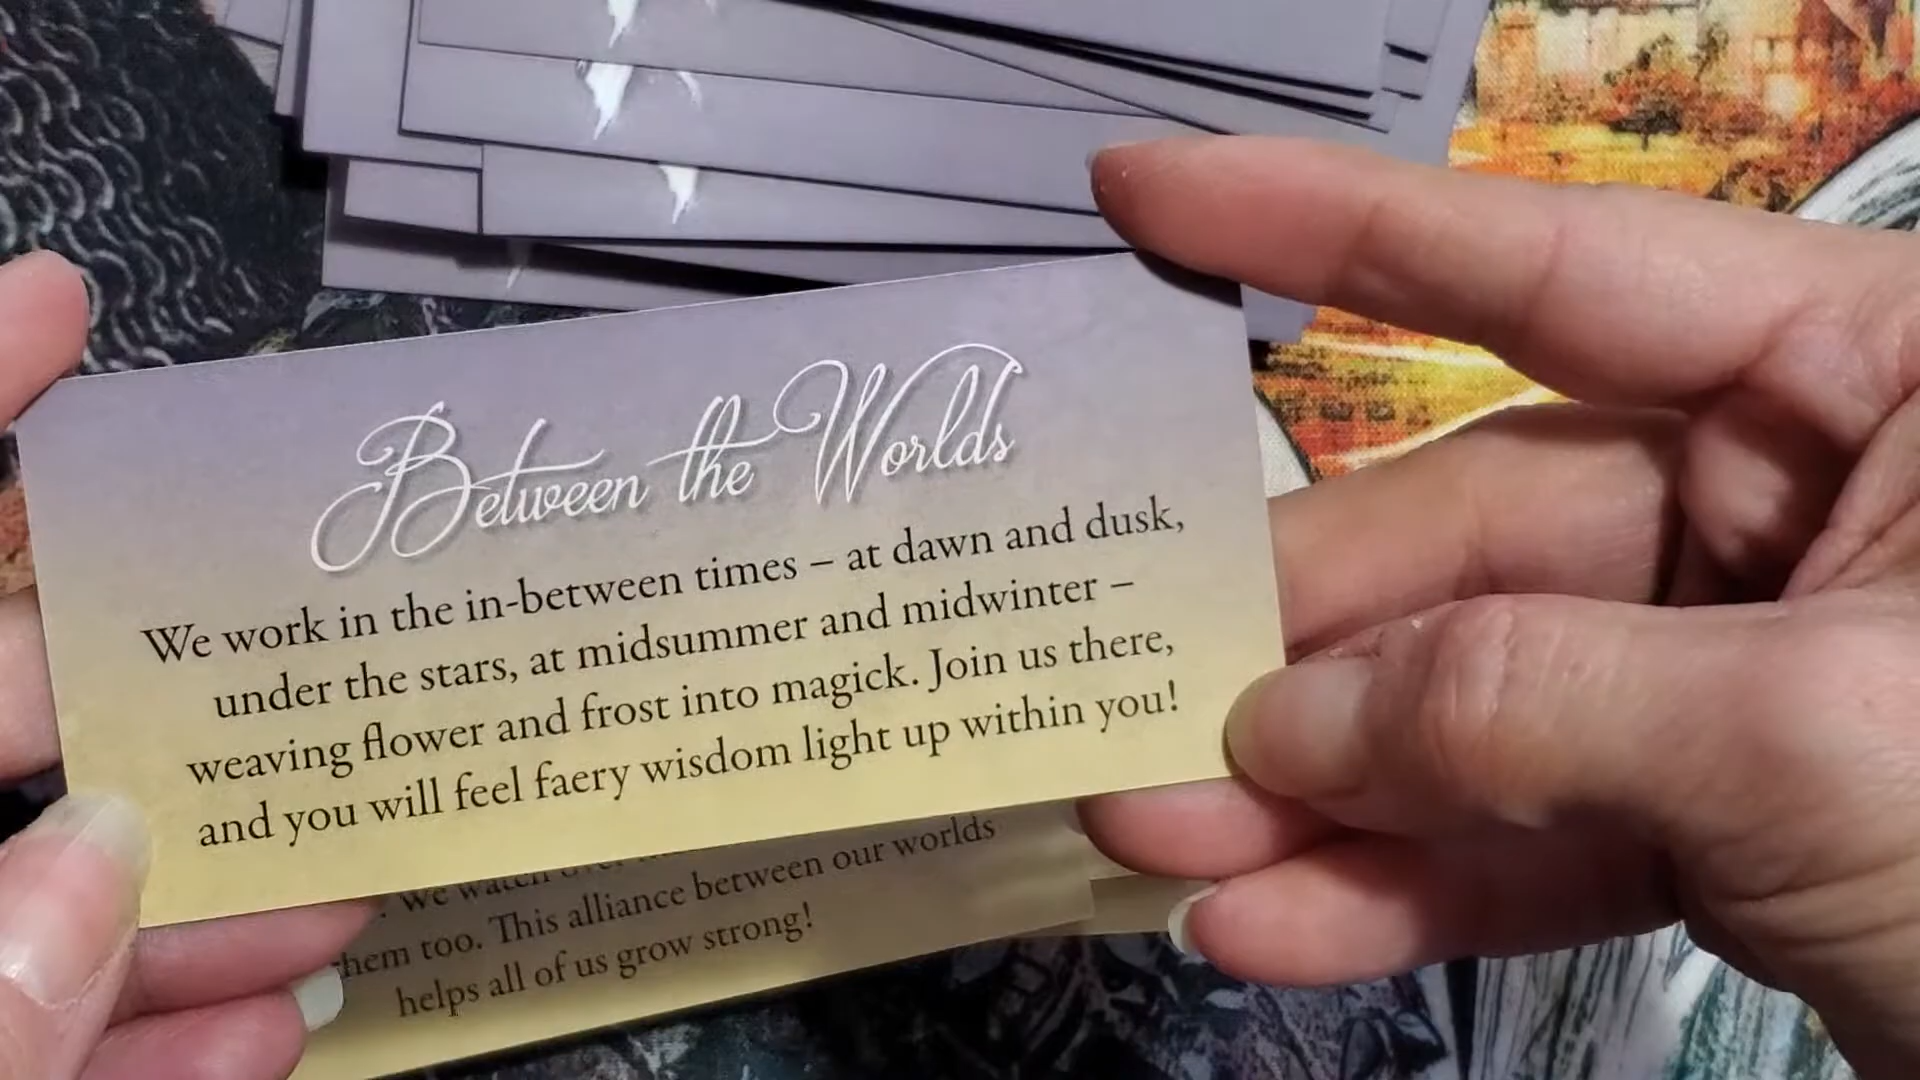 Between the Worlds
We work in the in-between times – at dawn and dusk,
under the stars, at midsummer and midwinter –
weaving flower and frost into magick. Join us there,
and you will feel faery wisdom light up within you!
. We watch over
them too. This alliance between our worlds
helps all of us grow strong!